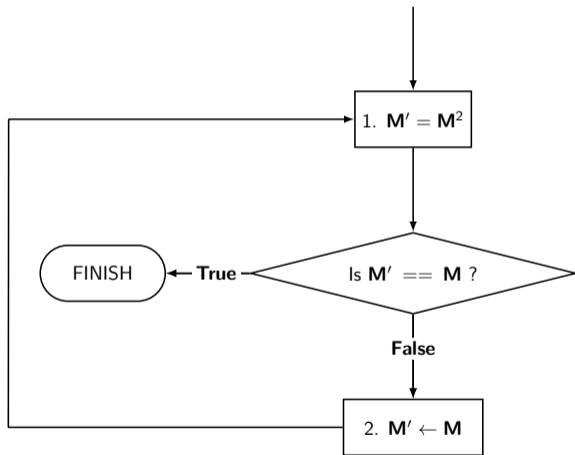 1. M′ = M²
FINISH
True
Is M′ == M ?
False
2. M′ ← M